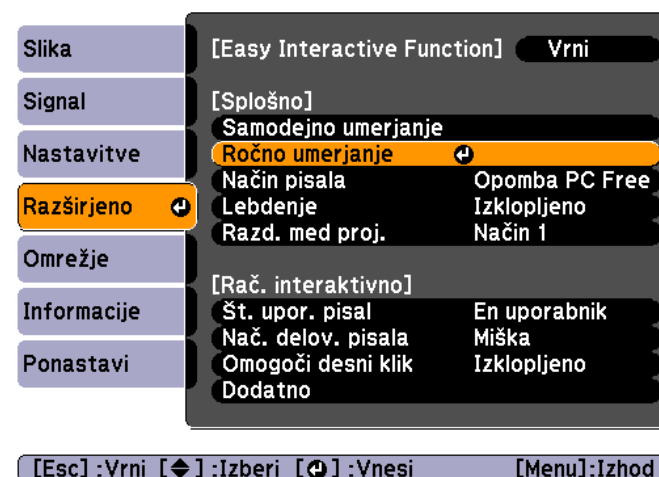 Slika
Signal
Nastavitve
Razširjeno
Omrežje
Informacije
Ponastavi
[Easy Interactive Function] Vrni
[Splošno]
Samodejno umerjanje
Ročno umerjanje
Način pisala Opomba PC Free
Lebdenje Izklopljeno
Razd. med proj. Način 1
[Rač. interaktivno]
Št. upor. pisal En uporabnik
Nač. delov. pisala Miška
Omogoči desni klik Izklopljeno
Dodatno
[Esc] :Vrni [◆] :Izberi [↵] :Vnesi [Menu]:Izhod